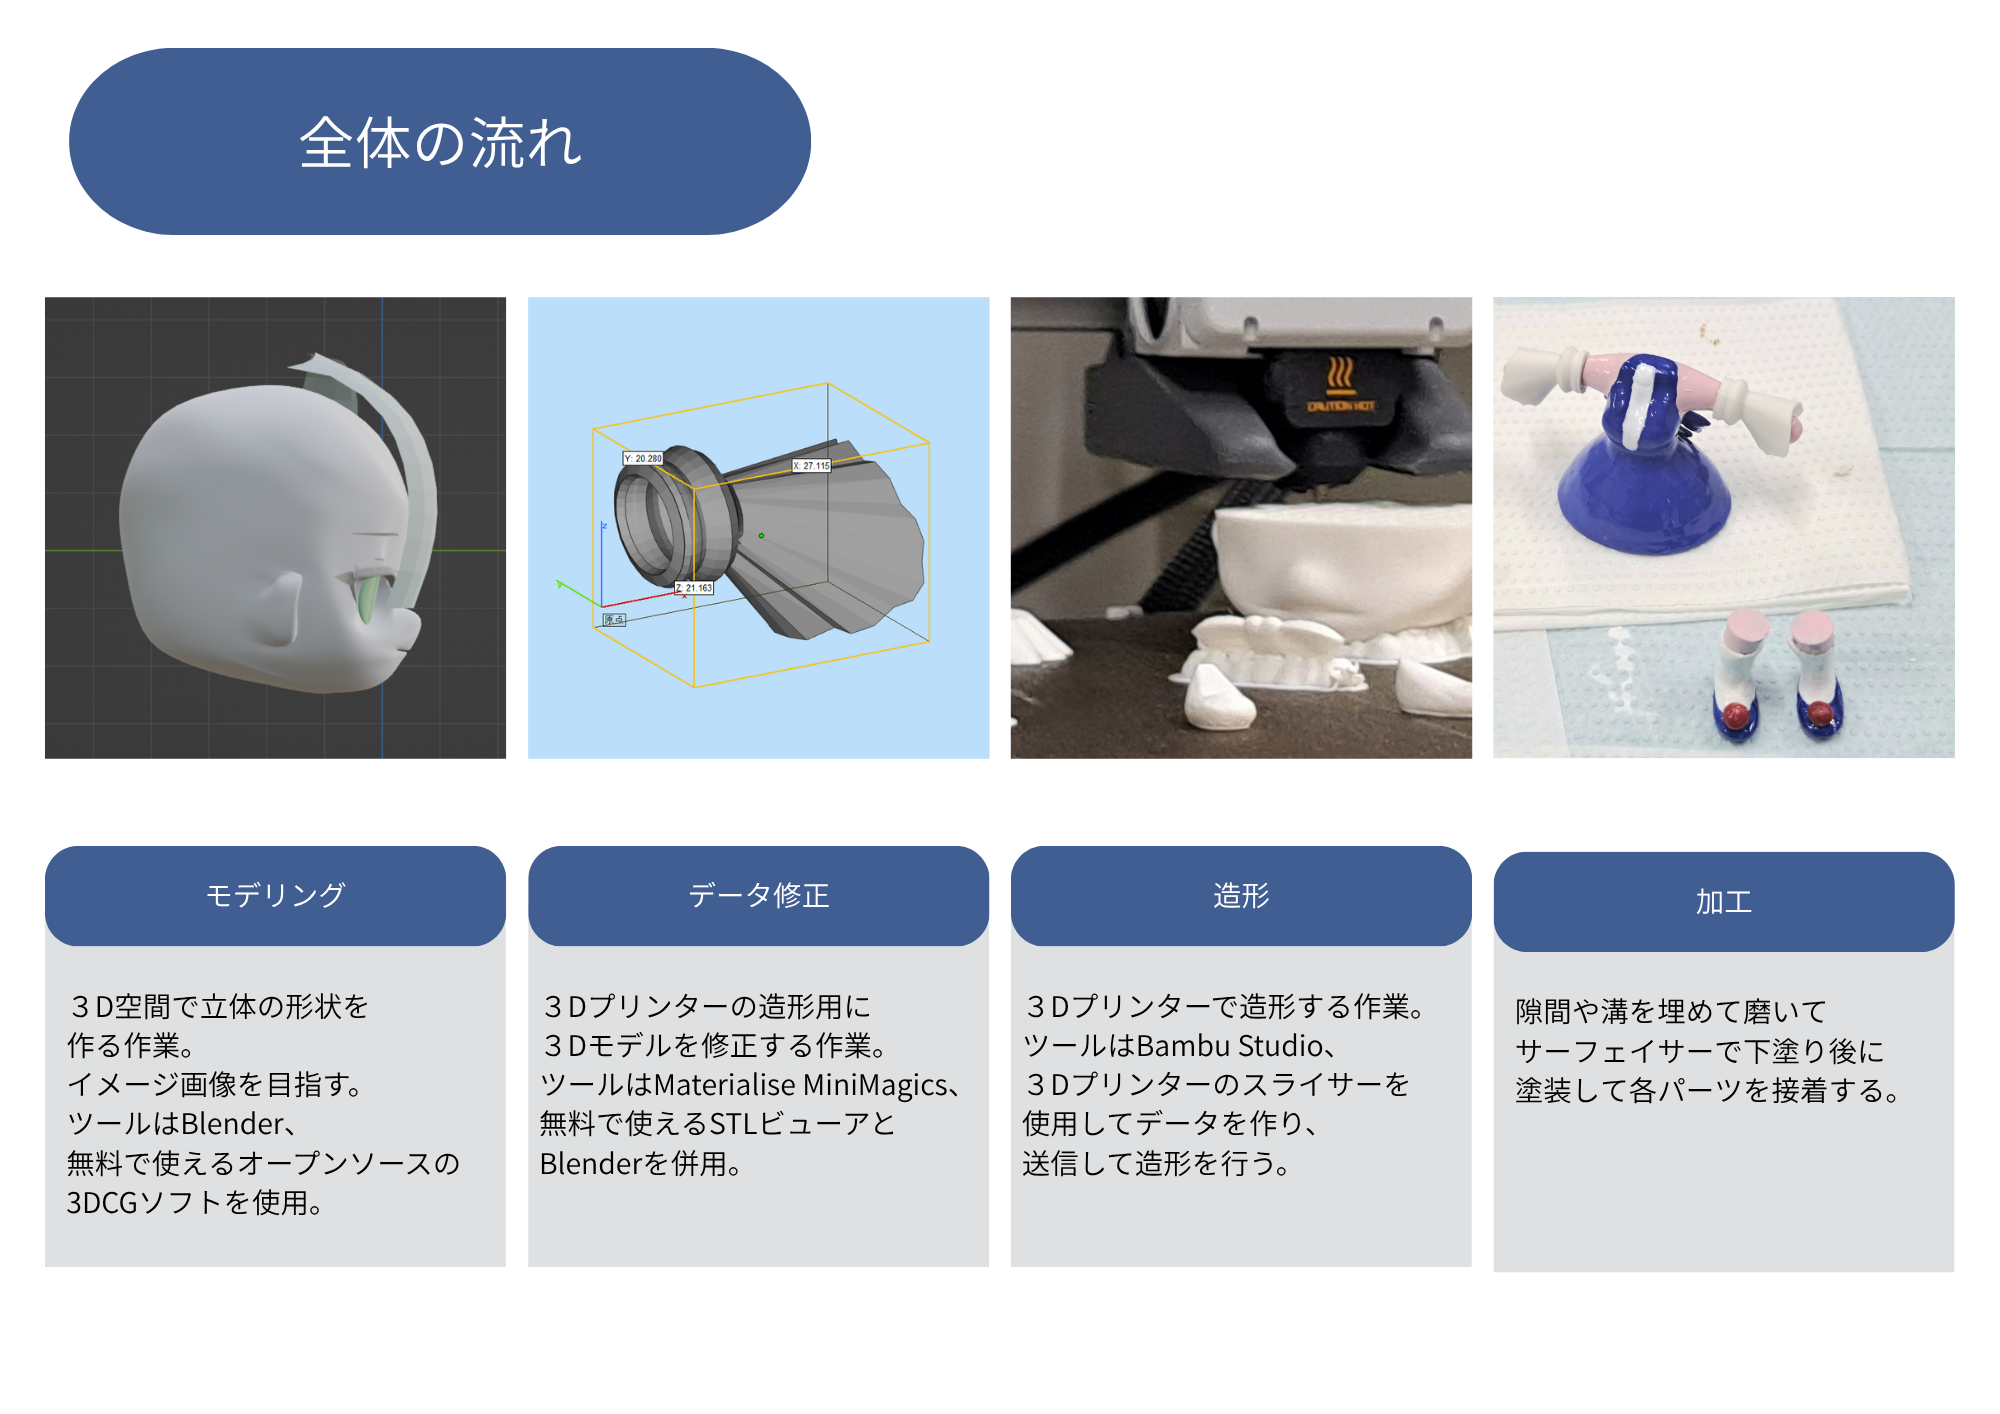 全体の流れ
Y: 20.280
X: 27.115
Z: 21.163
原点
CAUTION HOT
モデリング
３D空間で立体の形状を
作る作業。
イメージ画像を目指す。
ツールはBlender、
無料で使えるオープンソースの
3DCGソフトを使用。
データ修正
３Dプリンターの造形用に
３Dモデルを修正する作業。
ツールはMaterialise MiniMagics、
無料で使えるSTLビューアと
Blenderを併用。
造形
３Dプリンターで造形する作業。
ツールはBambu Studio、
３Dプリンターのスライサーを
使用してデータを作り、
送信して造形を行う。
加工
隙間や溝を埋めて磨いて
サーフェイサーで下塗り後に
塗装して各パーツを接着する。